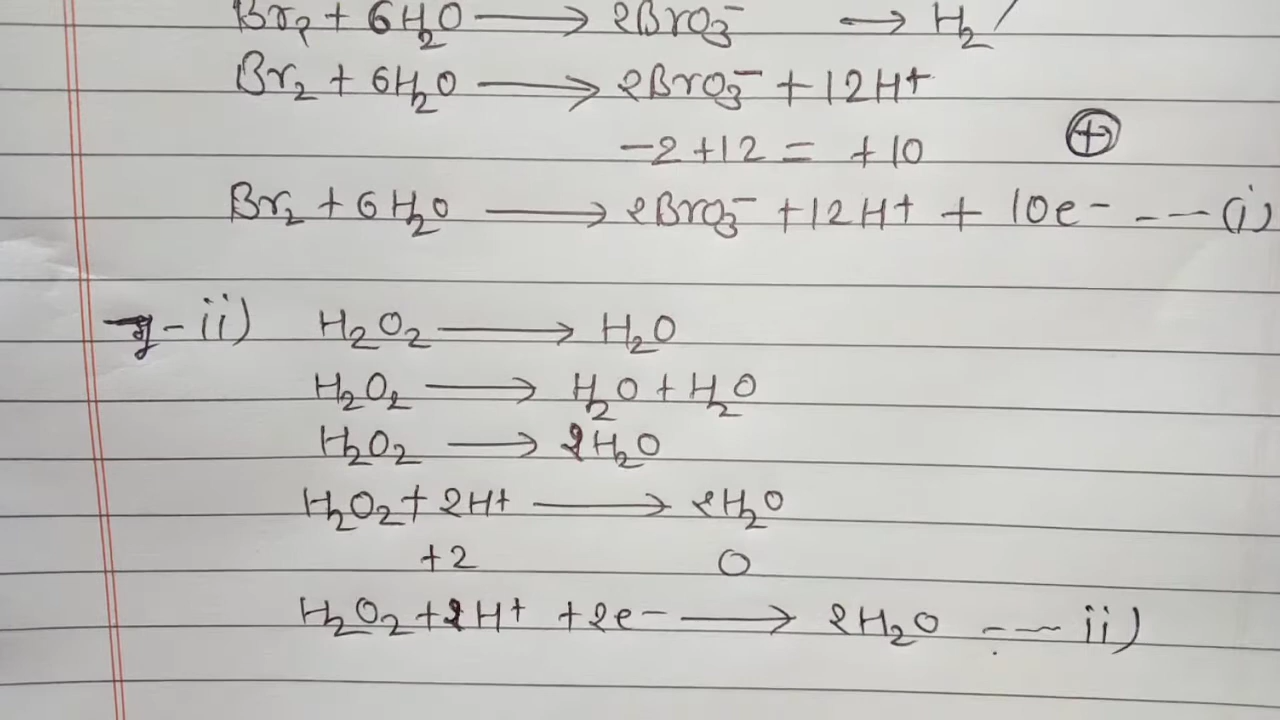 Br₂ + 6H₂O ⟶ 2BrO₃⁻ ⟶ H₂
Br₂ + 6H₂O ⟶ 2BrO₃⁻ + 12H⁺
-2 + 12 = +10 ⊕
Br₂ + 6H₂O ⟶ 2BrO₃⁻ + 12H⁺ + 10e⁻ --- (i)
- ii) H₂O₂ ⟶ H₂O
H₂O₂ ⟶ H₂O + H₂O
H₂O₂ ⟶ 2H₂O
H₂O₂ + 2H⁺ ⟶ 2H₂O
+2 0
H₂O₂ + 2H⁺ + 2e⁻ ⟶ 2H₂O --- ii)